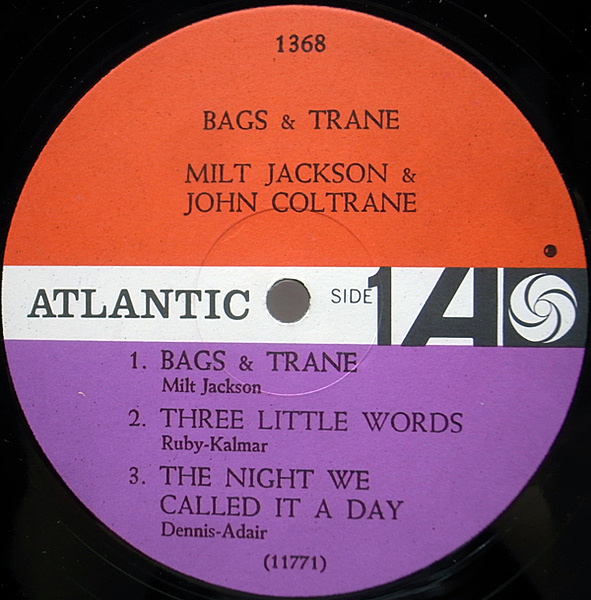 1368
BAGS & TRANE
MILT JACKSON &
JOHN COLTRANE
ATLANTIC SIDE 1 A
1. BAGS & TRANE
Milt Jackson
2. THREE LITTLE WORDS
Ruby-Kalmar
3. THE NIGHT WE
CALLED IT A DAY
Dennis-Adair
(11771)